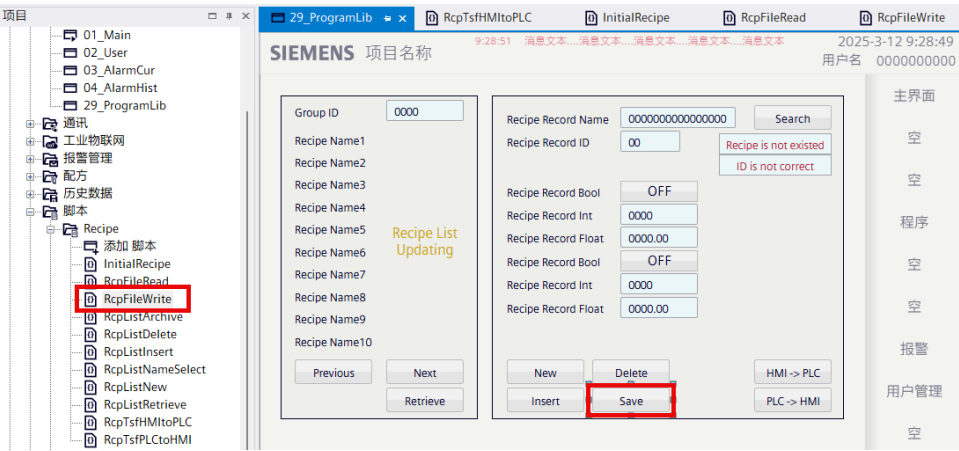 项目
01_Main
02_User
03_AlarmCur
04_AlarmHist
29_ProgramLib
通讯
工业物联网
报警管理
配方
历史数据
脚本
Recipe
添加 脚本
InitialRecipe
RcpFileRead
RcpFileWrite
RcpListArchive
RcpListDelete
RcpListInsert
RcpListNameSelect
RcpListNew
RcpListRetrieve
RcpTsfHMItoPLC
RcpTsfPLCtoHMI
29_ProgramLib RcpTsfHMItoPLC InitialRecipe RcpFileRead RcpFileWrite
SIEMENS 项目名称
9:28:51 消息文本....消息文本....消息文本....消息文本....消息文本
2025-3-12 9:28:49
用户名 0000000000
Group ID 0000
Recipe Name1
Recipe Name2
Recipe Name3
Recipe Name4
Recipe Name5
Recipe Name6
Recipe Name7
Recipe Name8
Recipe Name9
Recipe Name10
Recipe List
Updating
Previous Next
Retrieve
Recipe Record Name 0000000000000000 Search
Recipe Record ID 00 Recipe is not existed
ID is not correct
Recipe Record Bool OFF
Recipe Record Int 0000
Recipe Record Float 0000.00
Recipe Record Bool OFF
Recipe Record Int 0000
Recipe Record Float 0000.00
New Delete HMI -> PLC
Insert Save PLC -> HMI
主界面
空
空
程序
空
空
报警
用户管理
空